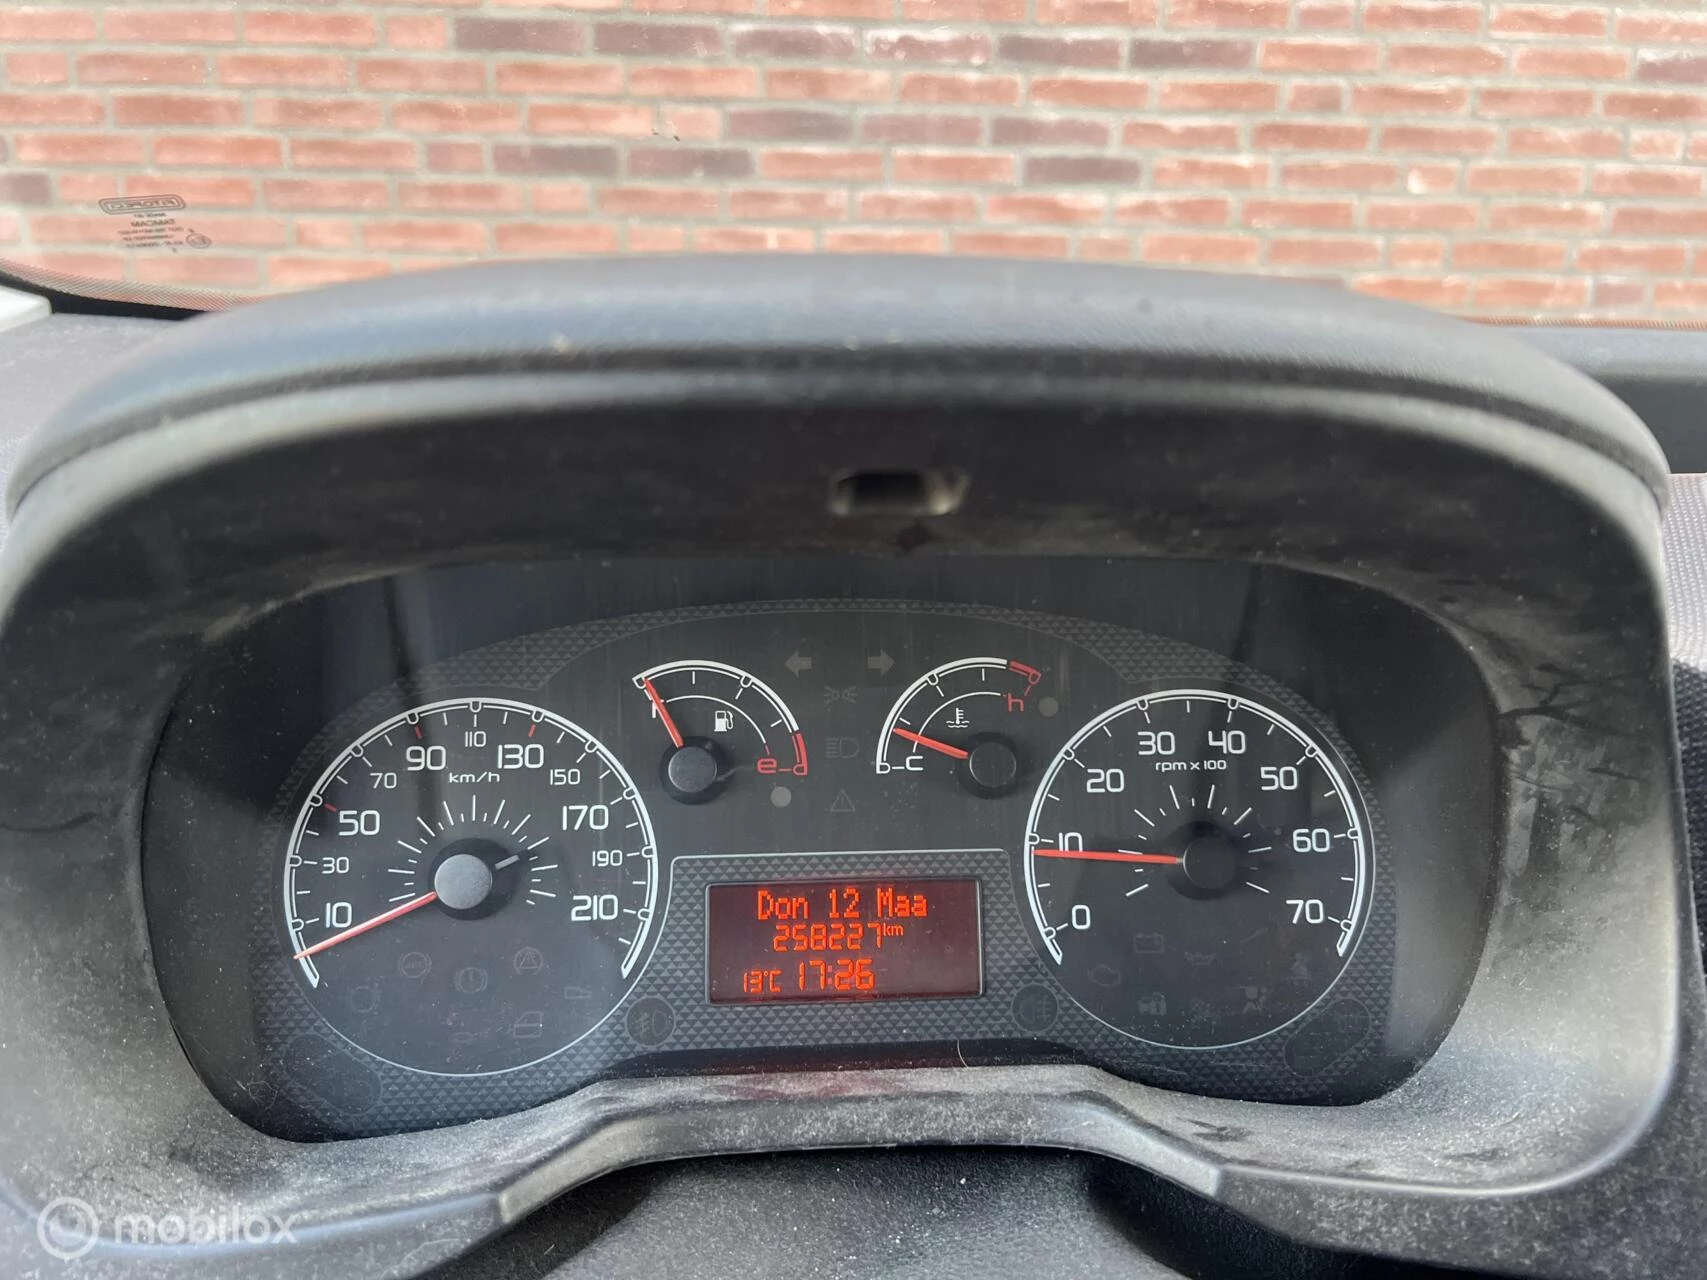 90 110 130
70 km/h 150
50 170
30 190
10 210
f e
h
c
30 40
rpm x 100
20 50
10 60
0 70
Don 12 Maa
258227km
13°C 17:26
mobilox